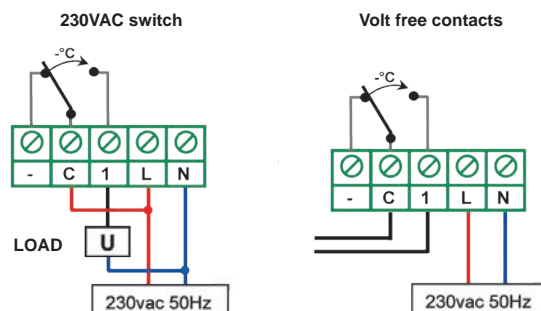 230VAC switch
-°C
- C 1 L N
LOAD U
230vac 50Hz
Volt free contacts
-°C
- C 1 L N
230vac 50Hz